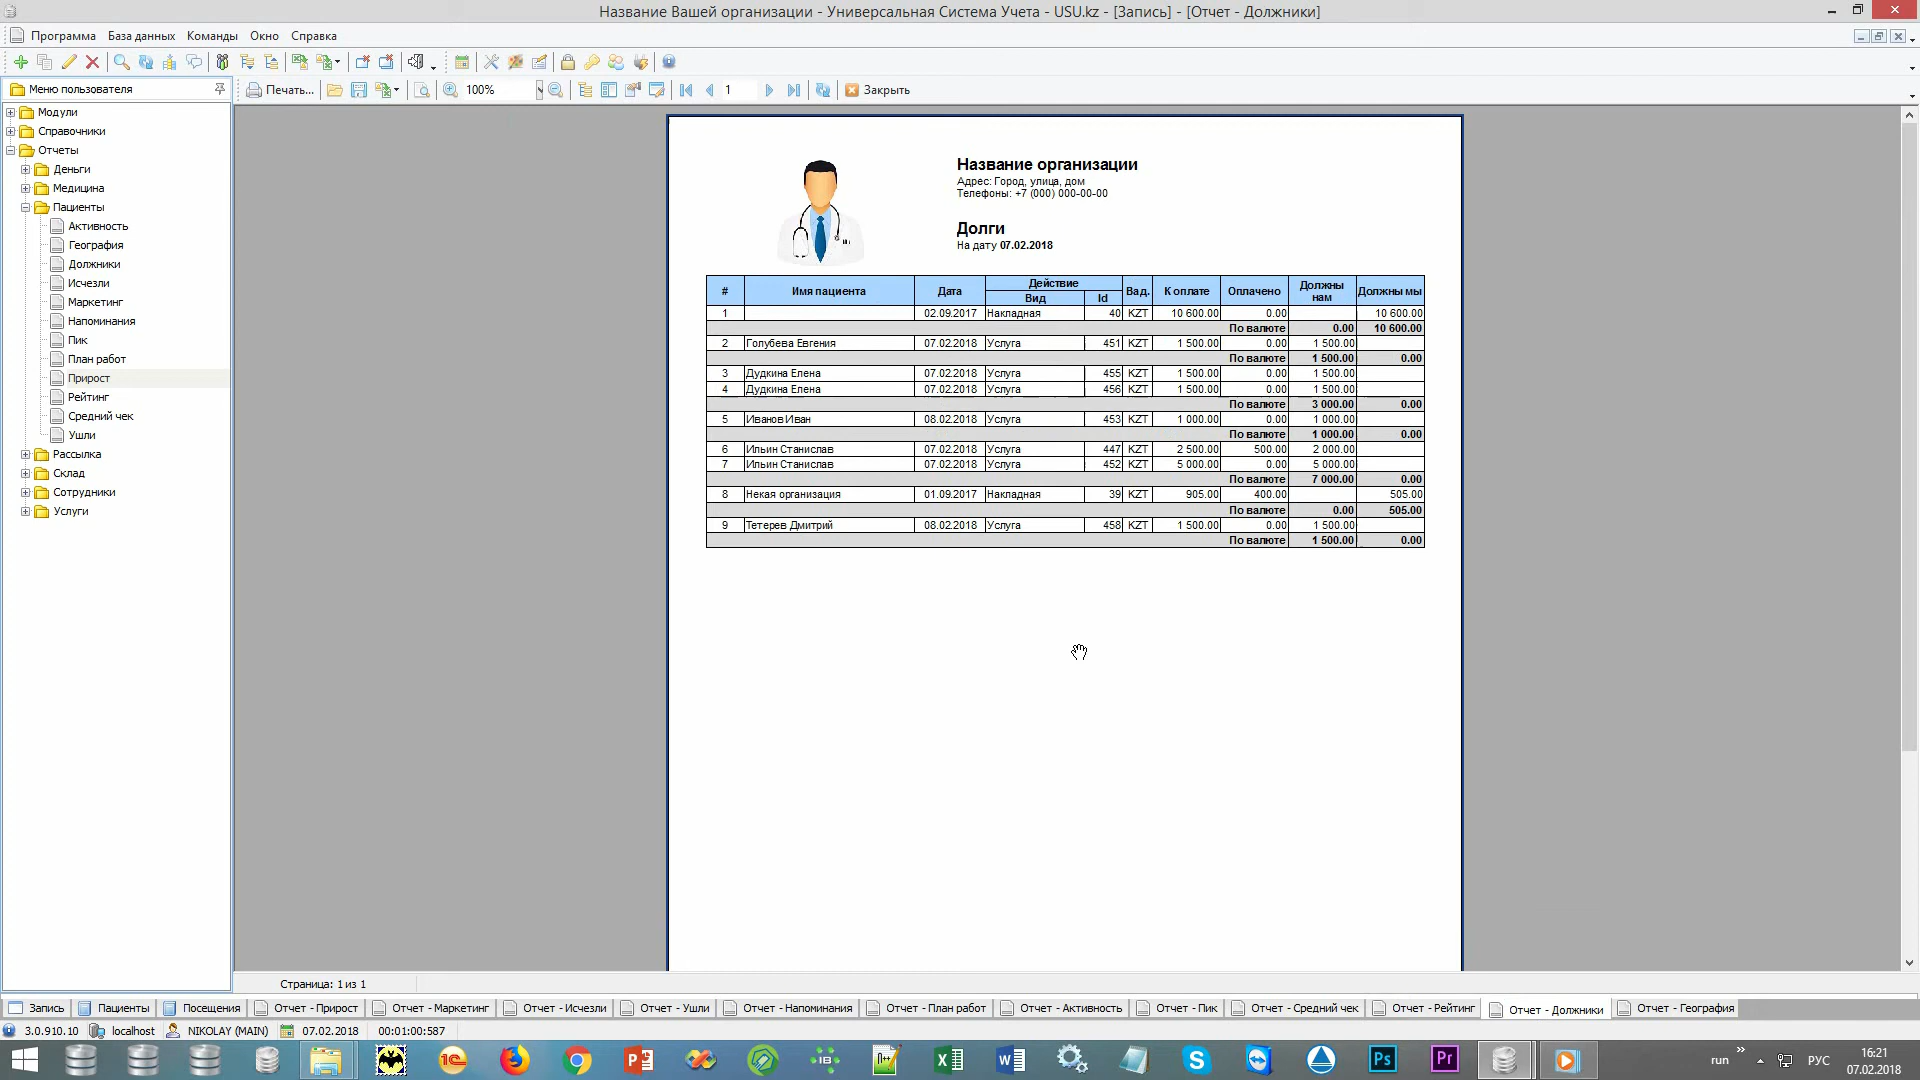 Название Вашей организации - Универсальная Система Учета - USU.kz - [Запись] - [Отчет - Должники]
Программа База данных Команды Окно Справка
Меню пользователя
Печать... 100% 1 Закрыть
Модули
Справочники
Отчеты
Деньги
Медицина
Пациенты
Активность
География
Должники
Исчезли
Маркетинг
Напоминания
Пик
План работ
Прирост
Рейтинг
Средний чек
Ушли
Рассылка
Склад
Сотрудники
Услуги
Название организации
Адрес: Город, улица, дом
Телефоны: +7 (000) 000-00-00
Долги
На дату 07.02.2018
# Имя пациента Дата Действие Вид Id Вад. К оплате Оплачено Должны нам Должны мы
1 02.09.2017 Накладная 40 KZT 10 600.00 0.00 10 600.00
По валюте 0.00 10 600.00
2 Голубева Евгения 07.02.2018 Услуга 451 KZT 1 500.00 0.00 1 500.00
По валюте 1 500.00 0.00
3 Дудкина Елена 07.02.2018 Услуга 455 KZT 1 500.00 0.00 1 500.00
4 Дудкина Елена 07.02.2018 Услуга 456 KZT 1 500.00 0.00 1 500.00
По валюте 3 000.00 0.00
5 Иванов Иван 08.02.2018 Услуга 453 KZT 1 000.00 0.00 1 000.00
По валюте 1 000.00 0.00
6 Ильин Станислав 07.02.2018 Услуга 447 KZT 2 500.00 500.00 2 000.00
7 Ильин Станислав 07.02.2018 Услуга 452 KZT 5 000.00 0.00 5 000.00
По валюте 7 000.00 0.00
8 Некая организация 01.09.2017 Накладная 39 KZT 905.00 400.00 505.00
По валюте 0.00 505.00
9 Тетерев Дмитрий 08.02.2018 Услуга 458 KZT 1 500.00 0.00 1 500.00
По валюте 1 500.00 0.00
Страница: 1 из 1
Запись Пациенты Посещения Отчет - Прирост Отчет - Маркетинг Отчет - Исчезли Отчет - Ушли Отчет - Напоминания Отчет - План работ Отчет - Активность Отчет - Пик Отчет - Средний чек Отчет - Рейтинг Отчет - Должники Отчет - География
3.0.910.10 localhost NIKOLAY (MAIN) 07.02.2018 00:01:00:587
run РУС 16:21
07.02.2018